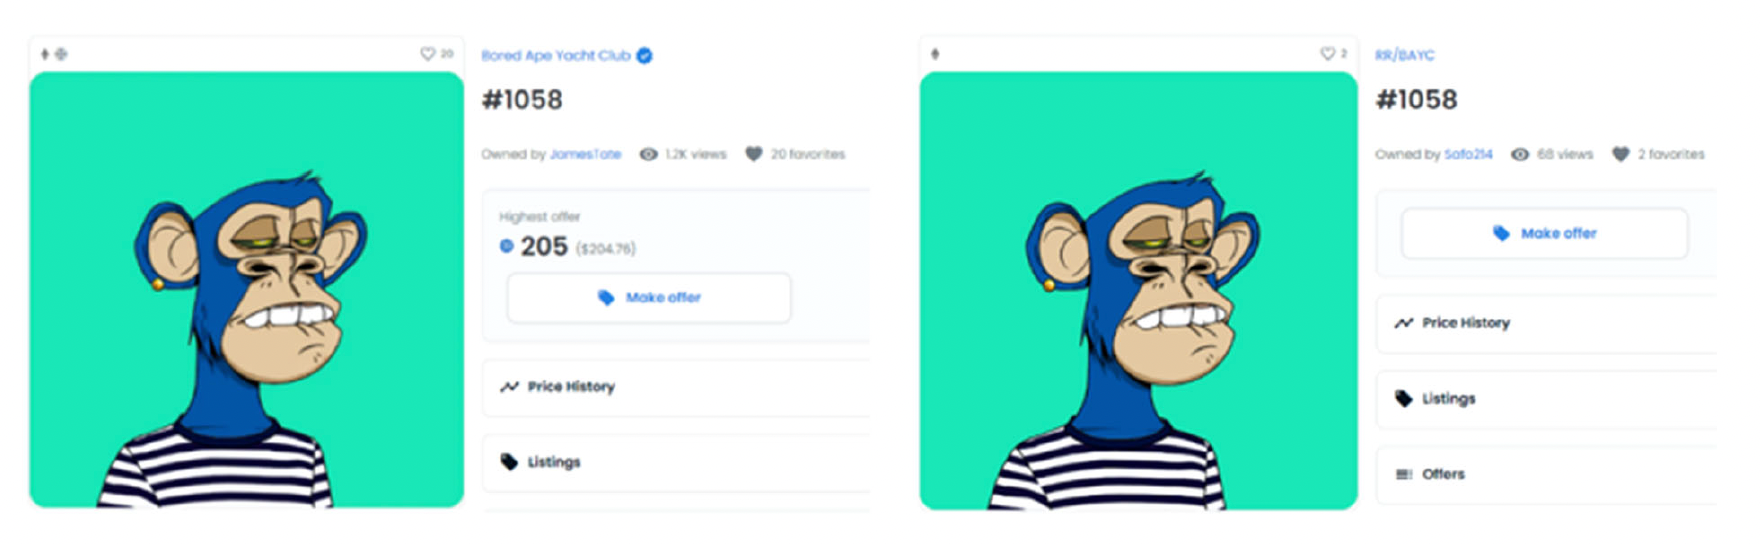 20
Bored Ape Yacht Club
#1058
Owned by JamesTate 1.2K views 20 favorites
Highest offer
205 ($204.76)
Make offer
Price History
Listings
2
RR/BAYC
#1058
Owned by Safa214 68 views 2 favorites
Make offer
Price History
Listings
Offers